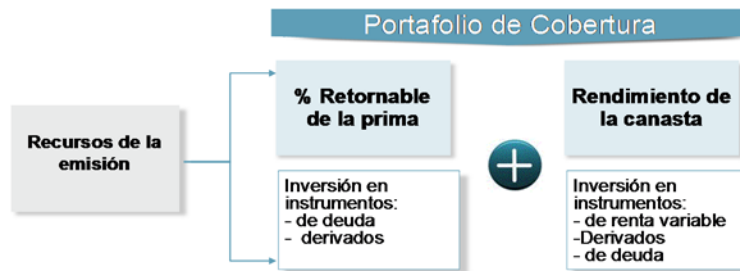 Portafolio de Cobertura
Recursos de la
emisión
% Retornable
de la prima
Inversión en
instrumentos:
- de deuda
- derivados
Rendimiento de
la canasta
Inversión en
instrumentos:
- de renta variable
-Derivados
- de deuda